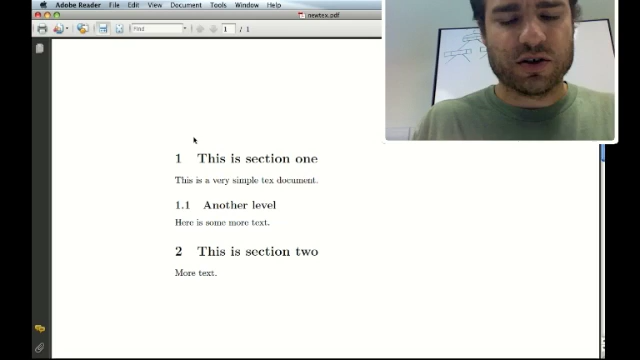 Adobe Reader File Edit View Document Tools Window Help
newtex.pdf
Find
1 / 1
1 This is section one
This is a very simple tex document.
1.1 Another level
Here is some more text.
2 This is section two
More text.